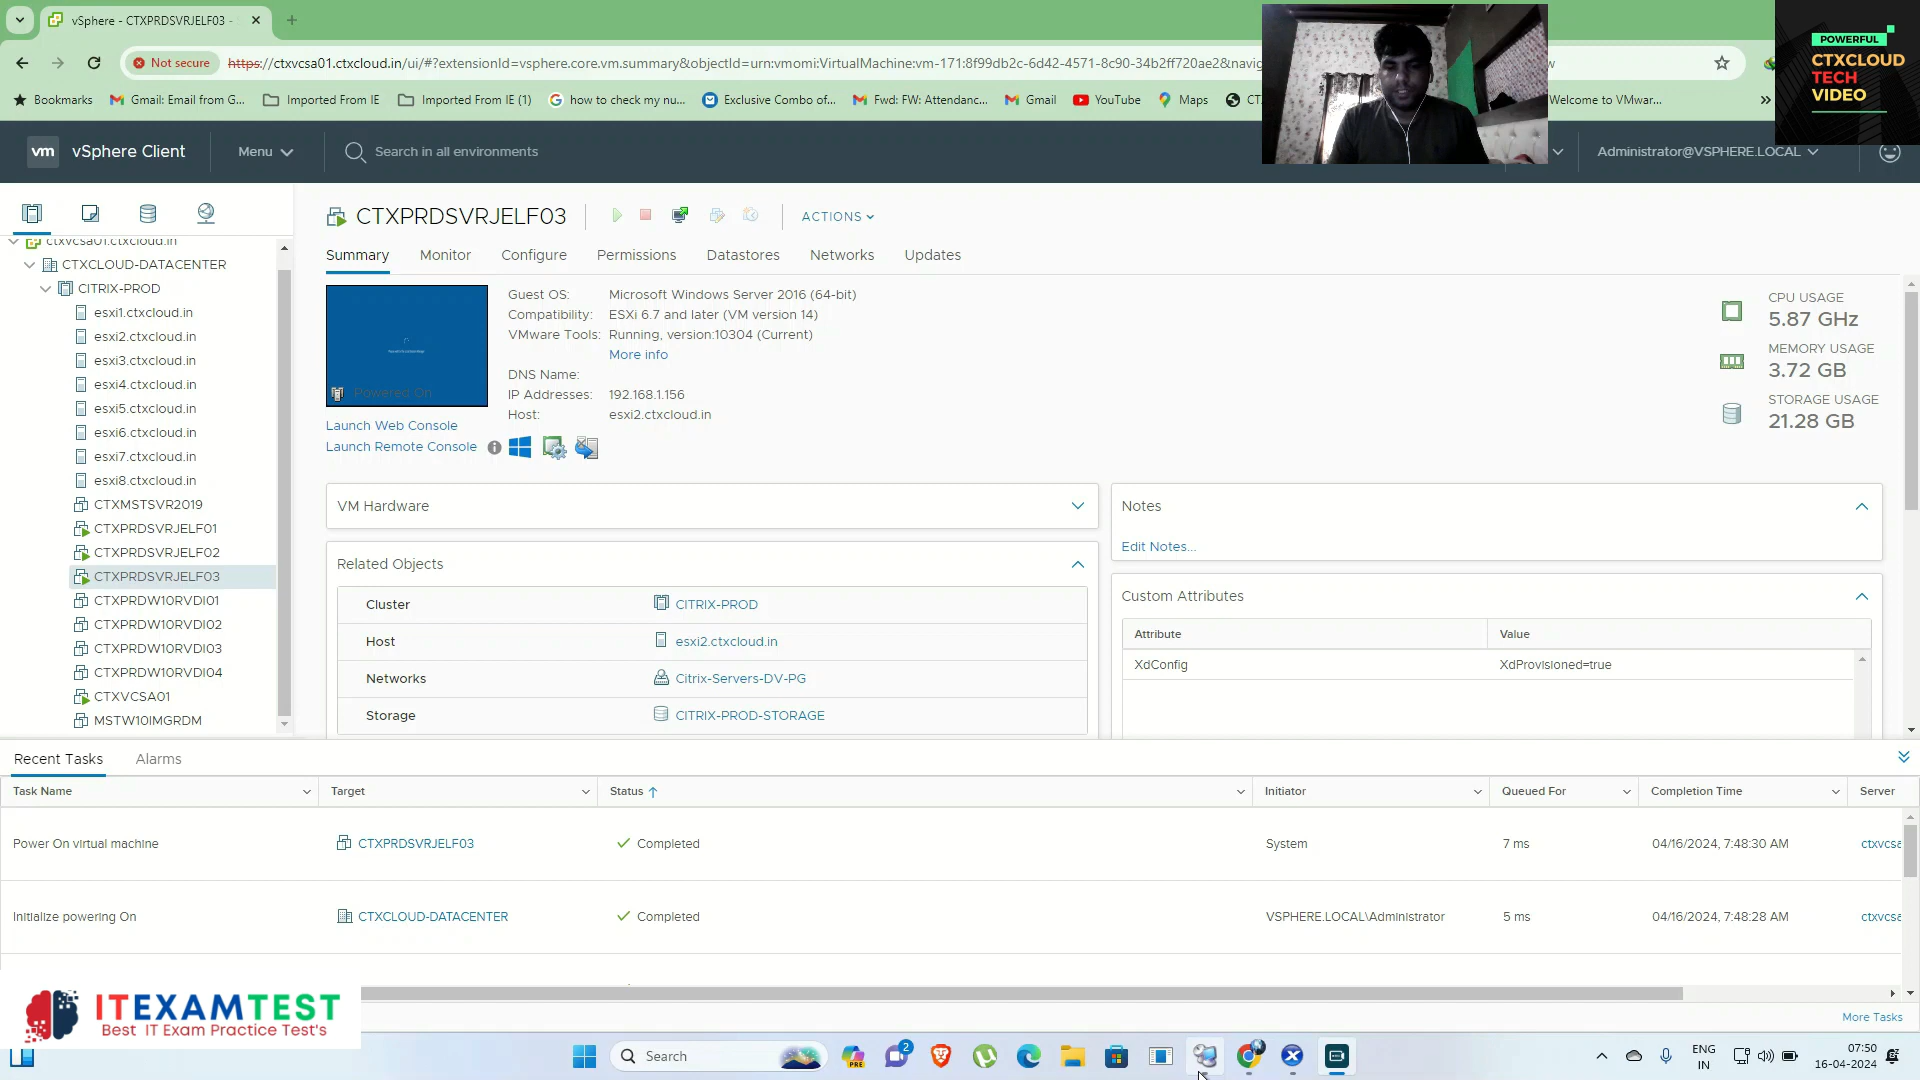 vSphere - CTXPRDSVRJELF03 -
Not secure
https://ctxvcsa01.ctxcloud.in/ui/#?extensionId=vsphere.core.vm.summary&objectId=urn:vmomi:VirtualMachine:vm-171:8f99db2c-6d42-4571-8c90-34b2ff720ae2&navig
Bookmarks
Gmail: Email from G...
Imported From IE
Imported From IE (1)
how to check my nu...
Exclusive Combo of...
Fwd: FW: Attendanc...
Gmail
YouTube
Maps
Welcome to VMwar...
POWERFUL
CTXCLOUD
TECH
VIDEO
vm
vSphere Client
Menu
Search in all environments
Administrator@VSPHERE.LOCAL
ctxvcsa01.ctxcloud.in
CTXCLOUD-DATACENTER
CITRIX-PROD
esxi1.ctxcloud.in
esxi2.ctxcloud.in
esxi3.ctxcloud.in
esxi4.ctxcloud.in
esxi5.ctxcloud.in
esxi6.ctxcloud.in
esxi7.ctxcloud.in
esxi8.ctxcloud.in
CTXMSTSVR2019
CTXPRDSVRJELF01
CTXPRDSVRJELF02
CTXPRDSVRJELF03
CTXPRDW10RVDI01
CTXPRDW10RVDI02
CTXPRDW10RVDI03
CTXPRDW10RVDI04
CTXVCSA01
MSTW10IMGRDM
CTXPRDSVRJELF03
ACTIONS
Summary
Monitor
Configure
Permissions
Datastores
Networks
Updates
Powered On
Launch Web Console
Launch Remote Console
Guest OS: Microsoft Windows Server 2016 (64-bit)
Compatibility: ESXi 6.7 and later (VM version 14)
VMware Tools: Running, version:10304 (Current)
More info
DNS Name:
IP Addresses: 192.168.1.156
Host: esxi2.ctxcloud.in
CPU USAGE
5.87 GHz
MEMORY USAGE
3.72 GB
STORAGE USAGE
21.28 GB
VM Hardware
Related Objects
Cluster CITRIX-PROD
Host esxi2.ctxcloud.in
Networks Citrix-Servers-DV-PG
Storage CITRIX-PROD-STORAGE
Notes
Edit Notes...
Custom Attributes
Attribute Value
XdConfig XdProvisioned=true
Recent Tasks
Alarms
Task Name Target Status Initiator Queued For Completion Time Server
Power On virtual machine CTXPRDSVRJELF03 Completed System 7 ms 04/16/2024, 7:48:30 AM ctxvcsa
Initialize powering On CTXCLOUD-DATACENTER Completed VSPHERE.LOCAL\Administrator 5 ms 04/16/2024, 7:48:28 AM ctxvcsa
More Tasks
ITEXAMTEST
Best IT Exam Practice Test's
Search
PRE
2
ENG
IN
07:50
16-04-2024